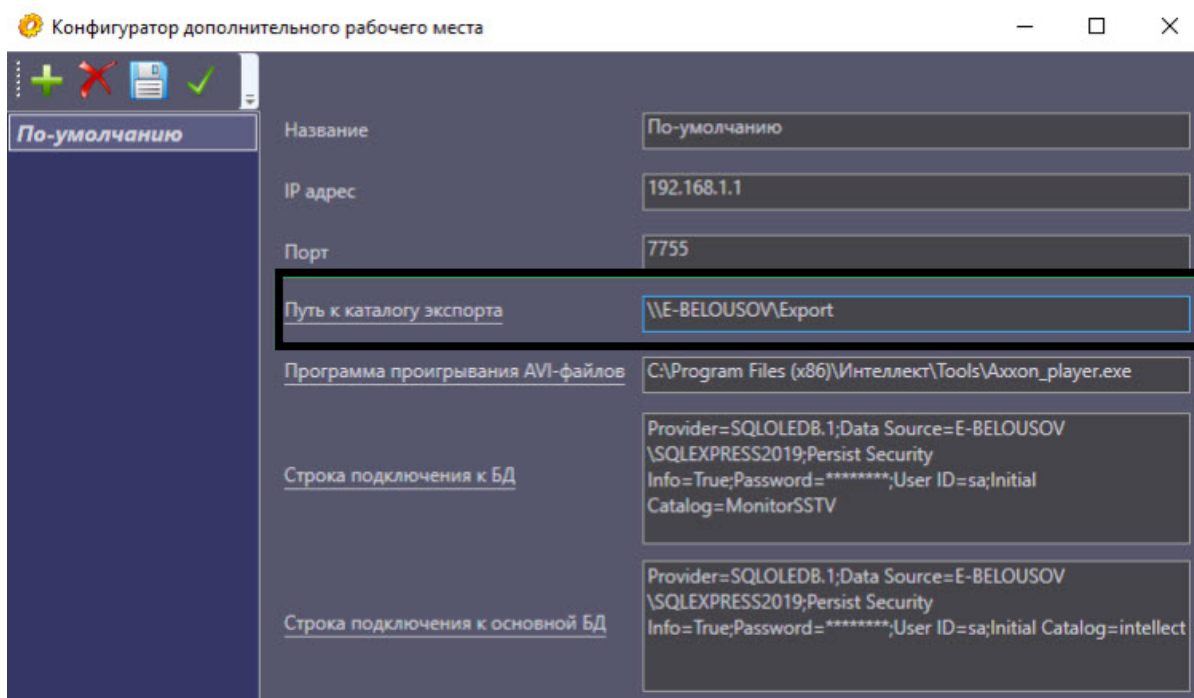 Конфигуратор дополнительного рабочего места
По-умолчанию
Название
По-умолчанию
IP адрес
192.168.1.1
Порт
7755
Путь к каталогу экспорта
\\E-BELOUSOV\Export
Программа проигрывания AVI-файлов
C:\Program Files (x86)\Интеллект\Tools\Axxon_player.exe
Строка подключения к БД
Provider=SQLOLEDB.1;Data Source=E-BELOUSOV
\SQLEXPRESS2019;Persist Security
Info=True;Password=********;User ID=sa;Initial
Catalog=MonitorSSTV
Строка подключения к основной БД
Provider=SQLOLEDB.1;Data Source=E-BELOUSOV
\SQLEXPRESS2019;Persist Security
Info=True;Password=********;User ID=sa;Initial Catalog=intellect